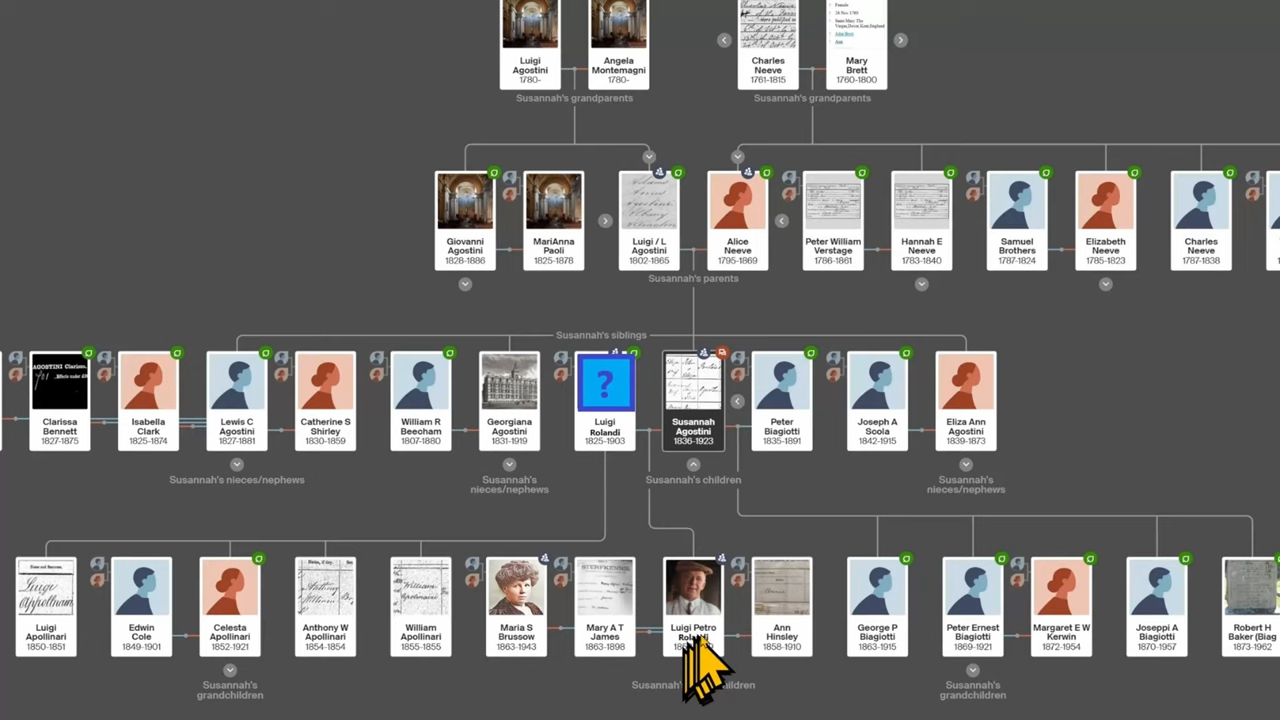 Luigi Agostini 1780-
Angela Montemagni 1780-
Charles Neeve 1761-1815
Mary Brett 1760-1800
Susannah's grandparents
Susannah's grandparents
Giovanni Agostini 1828-1886
MariAnna Paoli 1825-1878
Luigi / L Agostini 1802-1865
Alice Neeve 1795-1869
Peter William Verstage 1786-1861
Hannah E Neeve 1783-1840
Samuel Brothers 1787-1824
Elizabeth Neeve 1785-1823
Charles Neeve 1787-1838
Susannah's parents
Susannah's siblings
AGOSTINI Clarissa.
?
Clarissa Bennett 1827-1875
Isabella Clark 1825-1874
Lewis C Agostini 1827-1881
Catherine S Shirley 1830-1859
William R Beecham 1807-1880
Georgiana Agostini 1831-1919
Luigi Rolandi 1825-1903
Susannah Agostini 1836-1923
Peter Biagiotti 1835-1891
Joseph A Scola 1842-1915
Eliza Ann Agostini 1839-1873
Susannah's nieces/nephews
Susannah's nieces/nephews
Susannah's children
Susannah's nieces/nephews
Luigi Apollinari 1850-1851
Edwin Cole 1849-1901
Celesta Apollinari 1852-1921
Anthony W Apollinari 1854-1854
William Apollinari 1855-1855
Maria S Brussow 1863-1943
Mary A T James 1863-1898
Luigi Petro
Ann Hinsley 1858-1910
George P Biagiotti 1863-1915
Peter Ernest Biagiotti 1869-1921
Margaret E W Kerwin 1872-1954
Joseppi A Biagiotti 1870-1957
Robert H Baker (Biag 1873-1962
Susannah's grandchildren
Susannah's grandchildren